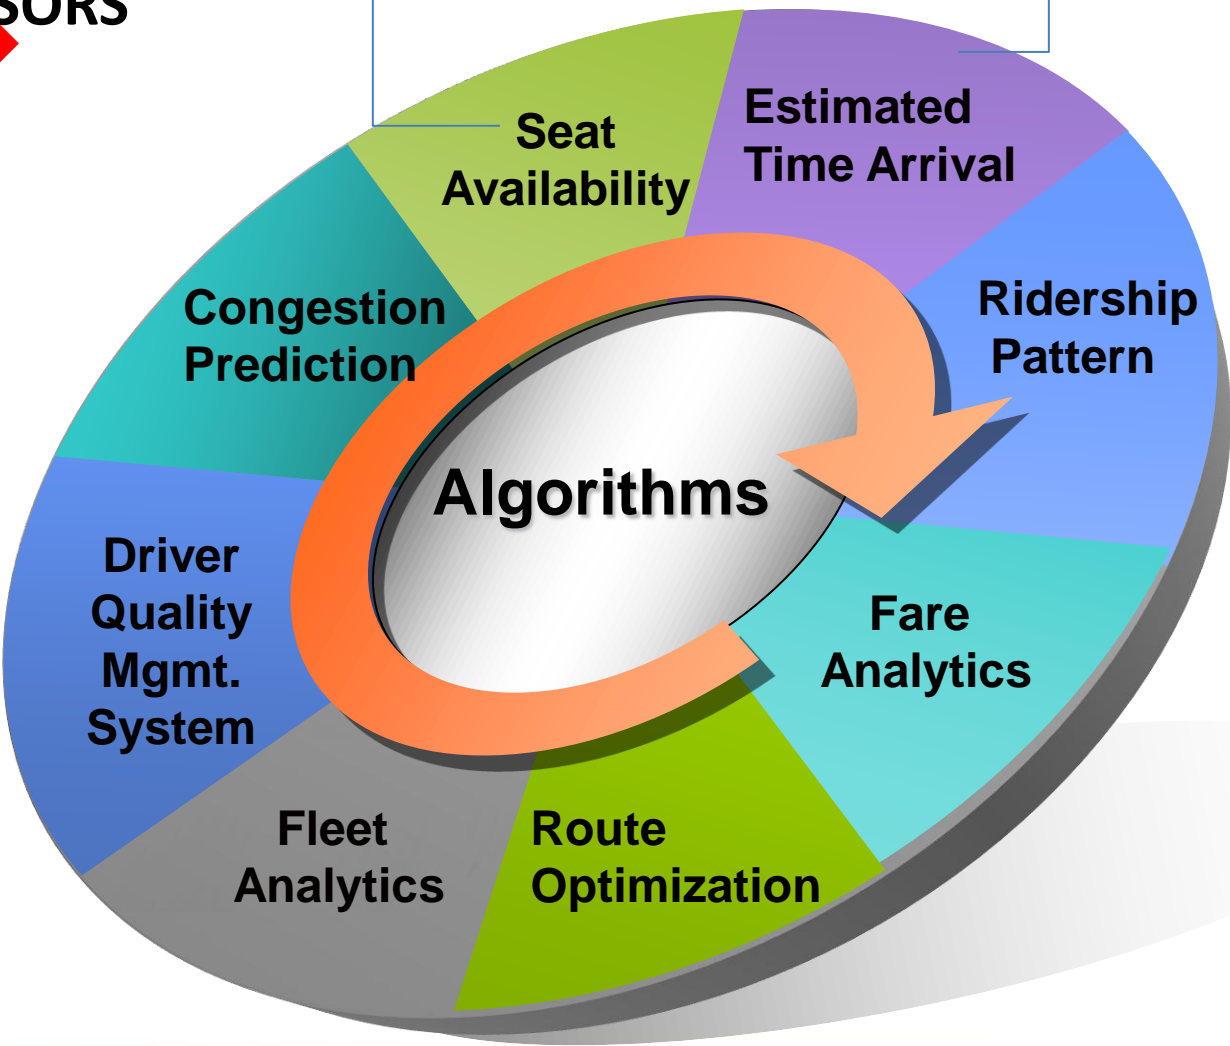 SORS
Seat
Availability
Estimated
Time Arrival
Ridership
Pattern
Congestion
Prediction
Algorithms
Driver
Quality
Mgmt.
System
Fare
Analytics
Fleet
Analytics
Route
Optimization